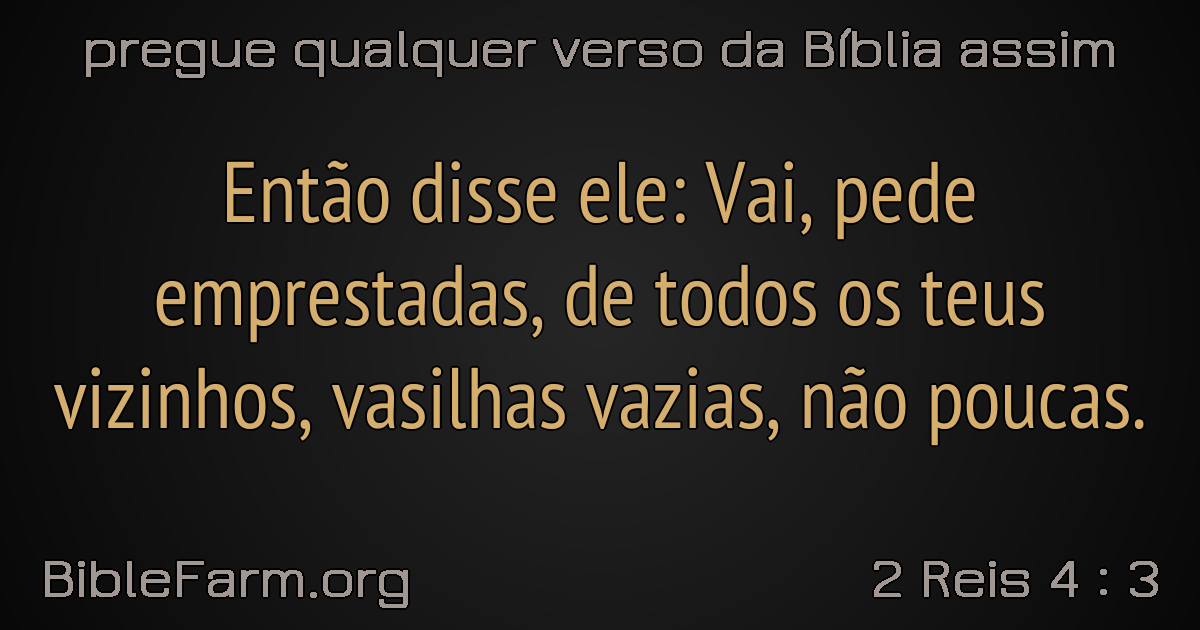 pregue qualquer verso da Bíblia assim
Então disse ele: Vai, pede
emprestadas, de todos os teus
vizinhos, vasilhas vazias, não poucas.
BibleFarm.org
2 Reis 4 : 3